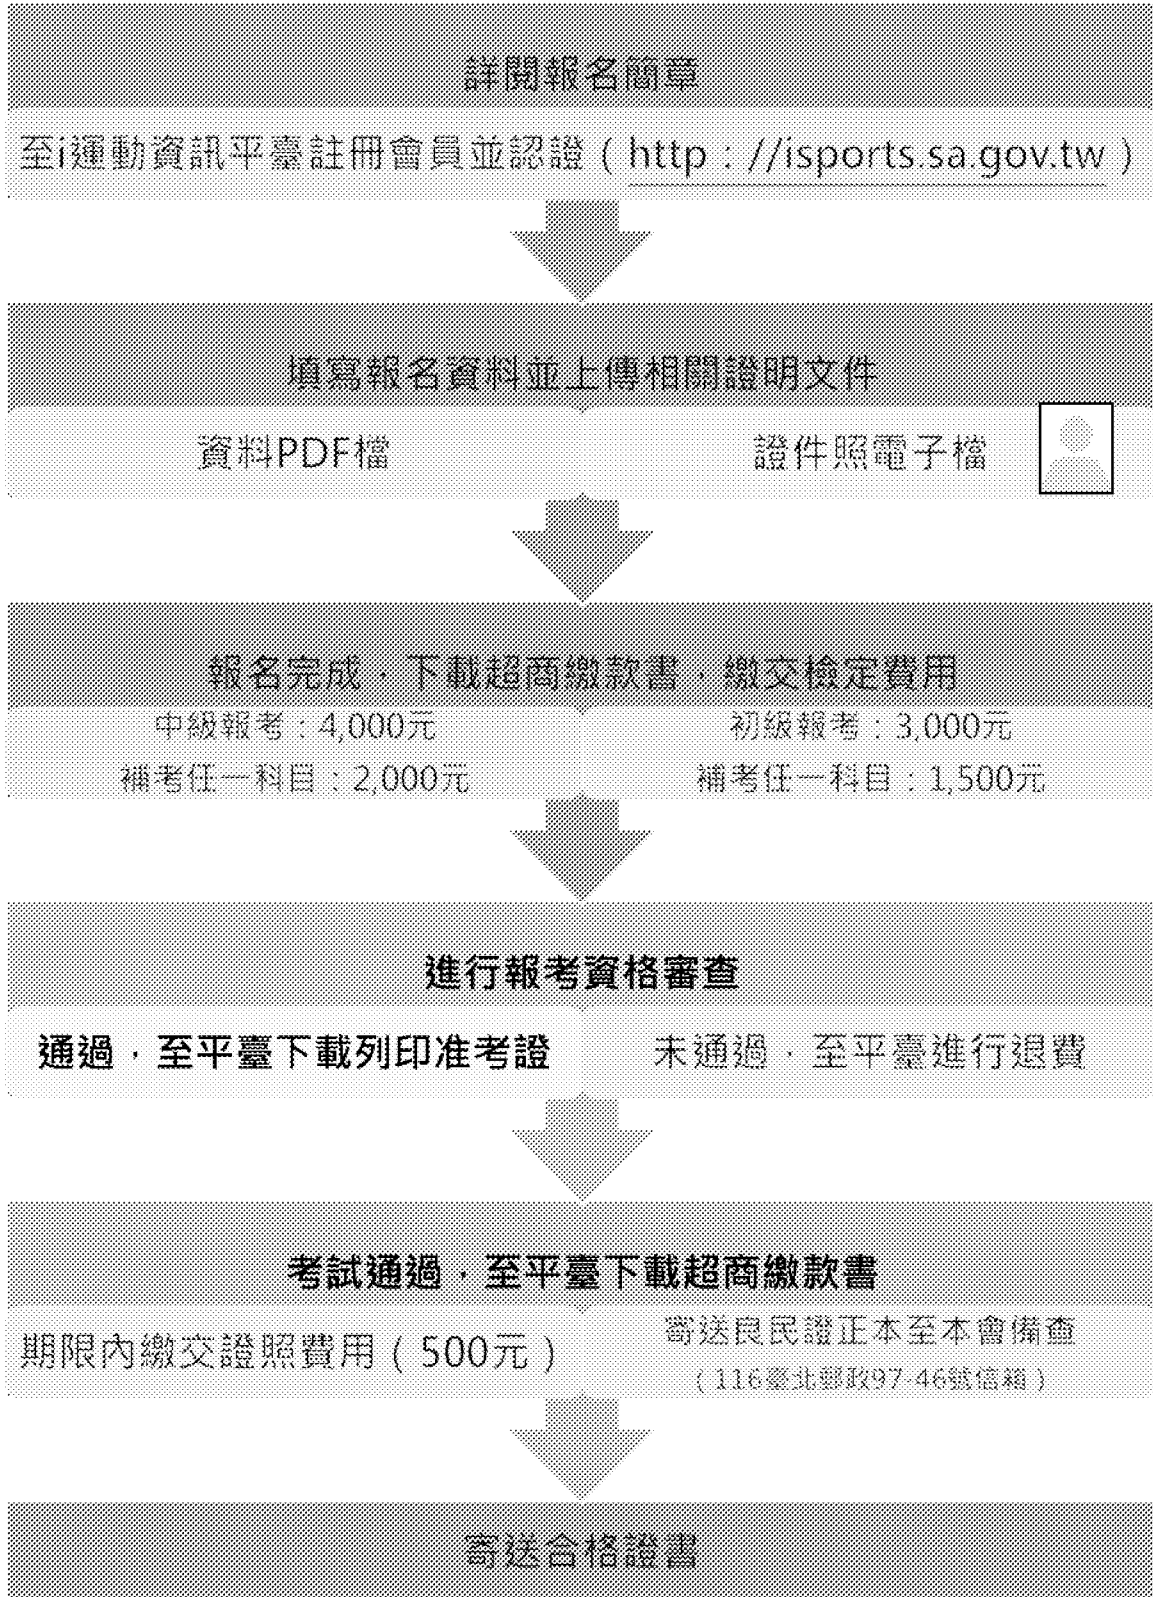 詳閱報名簡章
至i運動資訊平臺註冊會員並認證（http：//isports.sa.gov.tw）
填寫報名資料並上傳相關證明文件
資料PDF檔
證件照電子檔
報名完成，下載超商繳款書，繳交檢定費用
中級報考：4,000元
補考任一科目：2,000元
初級報考：3,000元
補考任一科目：1,500元
進行報考資格審查
通過，至平臺下載列印准考證
未通過，至平臺進行退費
考試通過，至平臺下載超商繳款書
期限內繳交證照費用（500元）
寄送良民證正本至本會備查
（116臺北郵政97-46號信箱）
寄送合格證書